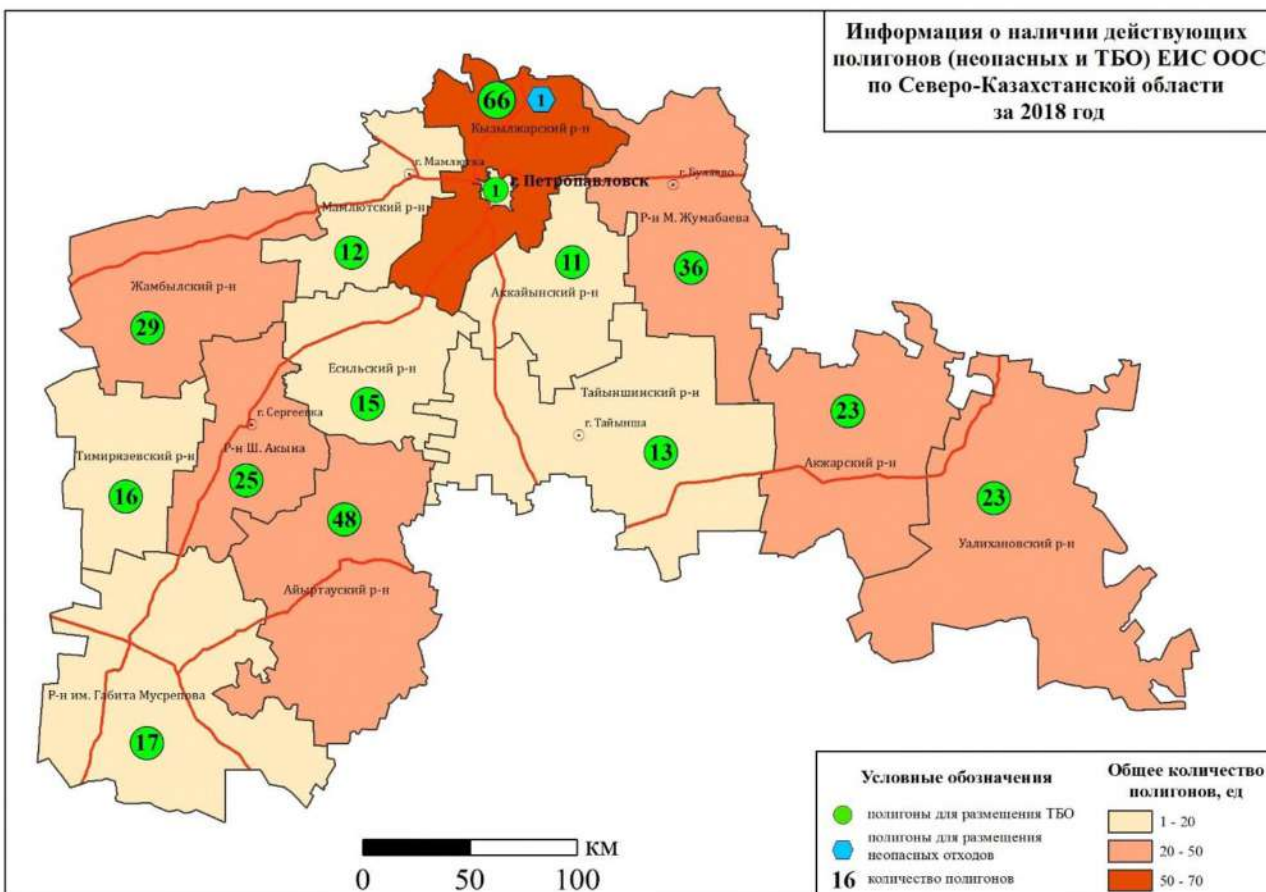 Информация о наличии действующих
полигонов (неопасных и ТБО) ЕИС ООС
по Северо-Казахстанской области
за 2018 год
66
1
Кызылжарский р-н
г. Мамлютка
г. Петропавловск
1
г. Булаево
Мамлютский р-н
12
Р-н М. Жумабаева
36
11
Аккайынский р-н
Жамбылский р-н
29
Есильский р-н
15
Тайыншинский р-н
г. Тайынша
13
23
Акжарский р-н
г. Сергеевка
Р-н Ш. Акына
25
Тимирязевский р-н
16
48
Айыртауский р-н
23
Уалихановский р-н
Р-н им. Габита Мусрепова
17
КМ
0 50 100
Условные обозначения
полигоны для размещения ТБО
полигоны для размещения
неопасных отходов
16 количество полигонов
Общее количество
полигонов, ед
1 - 20
20 - 50
50 - 70